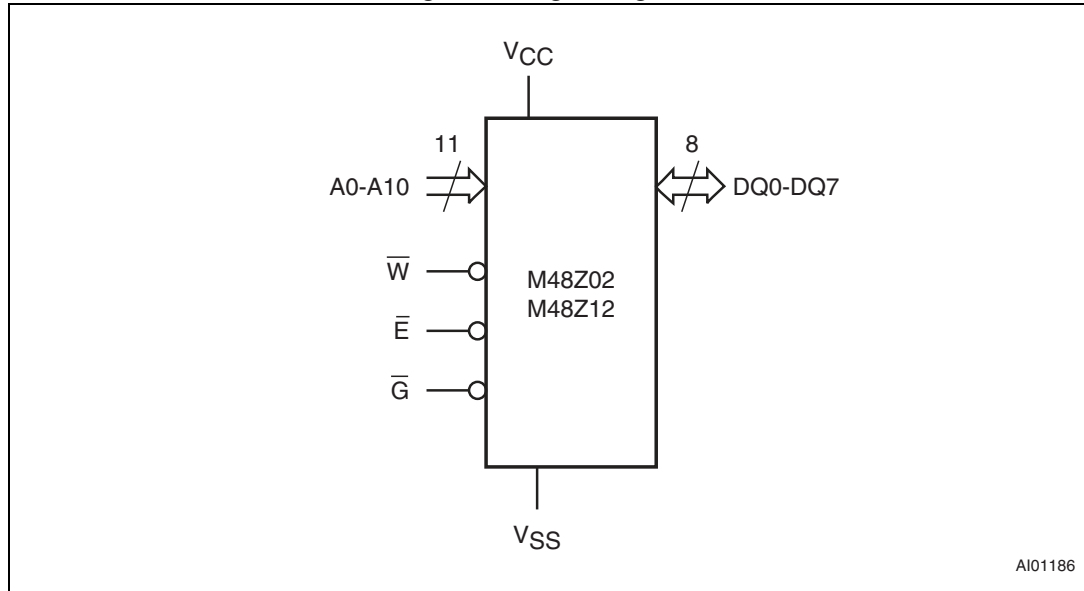 VCC
11
A0-A10
8
DQ0-DQ7
W
E
G
M48Z02
M48Z12
VSS
AI01186